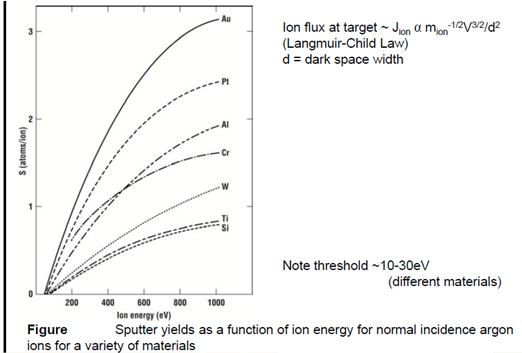 Au
3
Pt
2
Al
Cr
1
W
Ti
Si
0
S (atoms/ion)
200 400 600 800 1000
Ion energy (eV)
Ion flux at target ~ Jion α mion-1/2V3/2/d2
(Langmuir-Child Law)
d = dark space width
Note threshold ~10-30eV
(different materials)
Figure Sputter yields as a function of ion energy for normal incidence argon
ions for a variety of materials